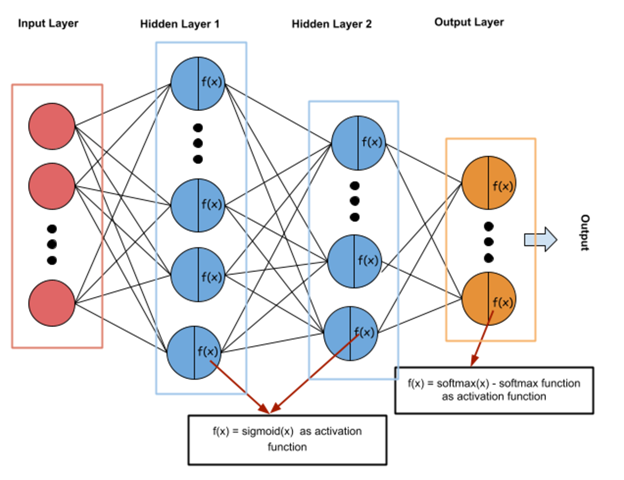 Input Layer
Hidden Layer 1
Hidden Layer 2
Output Layer
f(x)
f(x)
f(x)
f(x)
f(x)
f(x)
f(x)
f(x)
f(x)
Output
f(x) = softmax(x) - softmax function
as activation function
f(x) = sigmoid(x) as activation
function